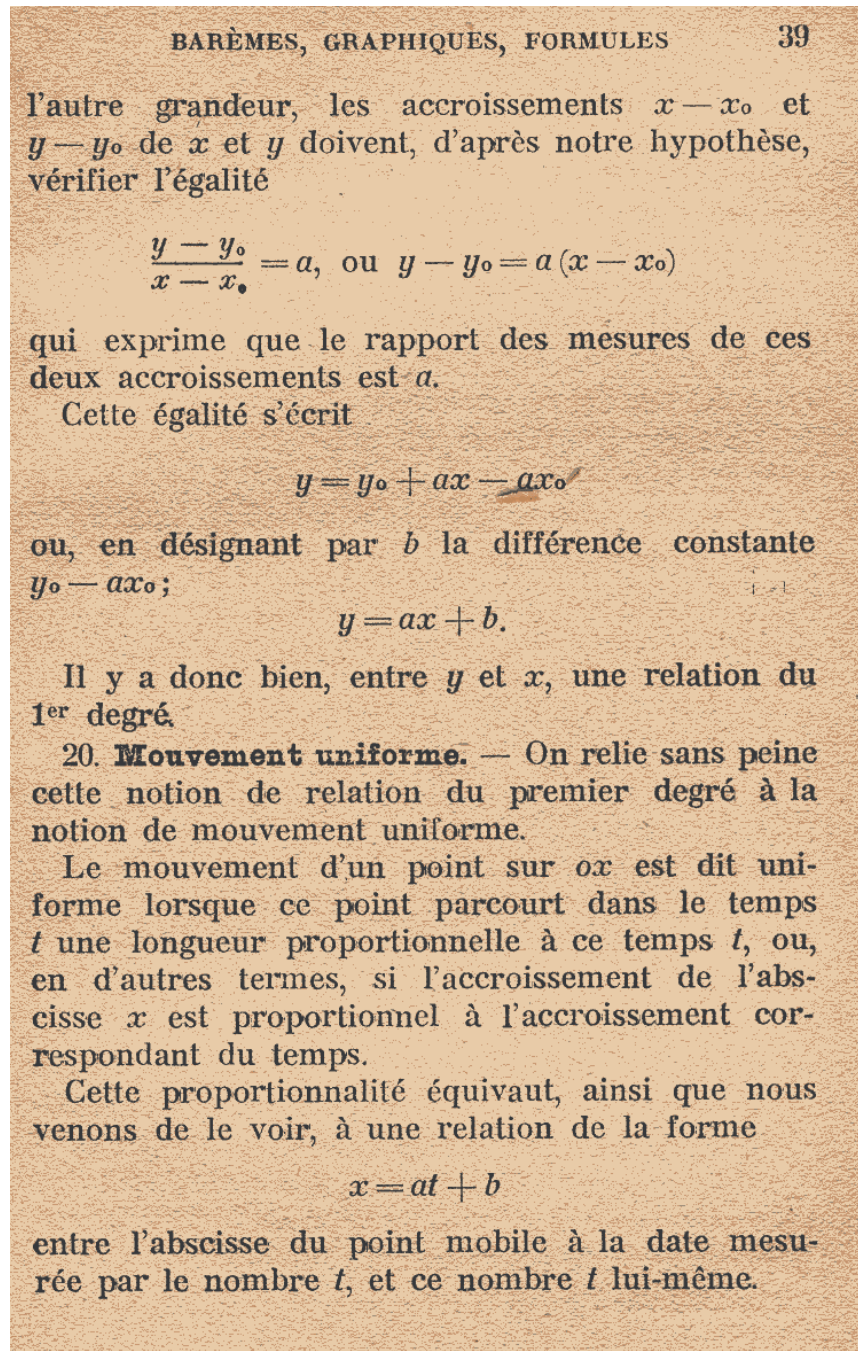 BARÈMES, GRAPHIQUES, FORMULES 39
l'autre grandeur, les accroissements x — x₀ et
y — y₀ de x et y doivent, d'après notre hypothèse,
vérifier l'égalité
y — y₀
x — x₀ = a, ou y — y₀ = a (x — x₀)
qui exprime que le rapport des mesures de ces
deux accroissements est a.
Cette égalité s'écrit
y = y₀ + ax — ax₀
ou, en désignant par b la différence constante
y₀ — ax₀ ;
y = ax + b.
Il y a donc bien, entre y et x, une relation du
1er degré.
20. Mouvement uniforme. — On relie sans peine
cette notion de relation du premier degré à la
notion de mouvement uniforme.
Le mouvement d'un point sur ox est dit uni-
forme lorsque ce point parcourt dans le temps
t une longueur proportionnelle à ce temps t, ou,
en d'autres termes, si l'accroissement de l'abs-
cisse x est proportionnel à l'accroissement cor-
respondant du temps.
Cette proportionnalité équivaut, ainsi que nous
venons de le voir, à une relation de la forme
x = at + b
entre l'abscisse du point mobile à la date mesu-
rée par le nombre t, et ce nombre t lui-même.